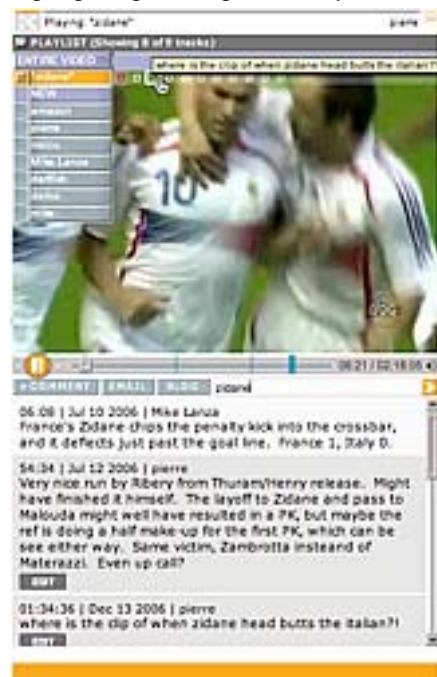 Playing: "zidane" pierre
PLAYLIST (Showing 8 of 9 tracks)
ENTIRE VIDEO
where is the clip of when zidane head butts the italian?!
"zidane"
NEW
pierre
Mike Lanza
10
06:21 / 02:18:05
+COMMENT EMAIL BLOG zidane
06:08 | Jul 10 2006 | Mike Lanza
France's Zidane chips the penalty kick into the crossbar,
and it deflects just past the goal line. France 1, Italy 0.
54:34 | Jul 12 2006 | pierre
Very nice run by Ribery from Thuram/Henry release. Might
have finished it himself. The layoff to Zidane and pass to
Malouda might well have resulted in a PK, but maybe the
ref is doing a half make-up for the first PK, which can be
see either way. Same victim, Zambrotta insteand of
Materazzi. Even up call?
EDIT
01:34:36 | Dec 13 2006 | pierre
where is the clip of when zidane head butts the italian?!
EDIT